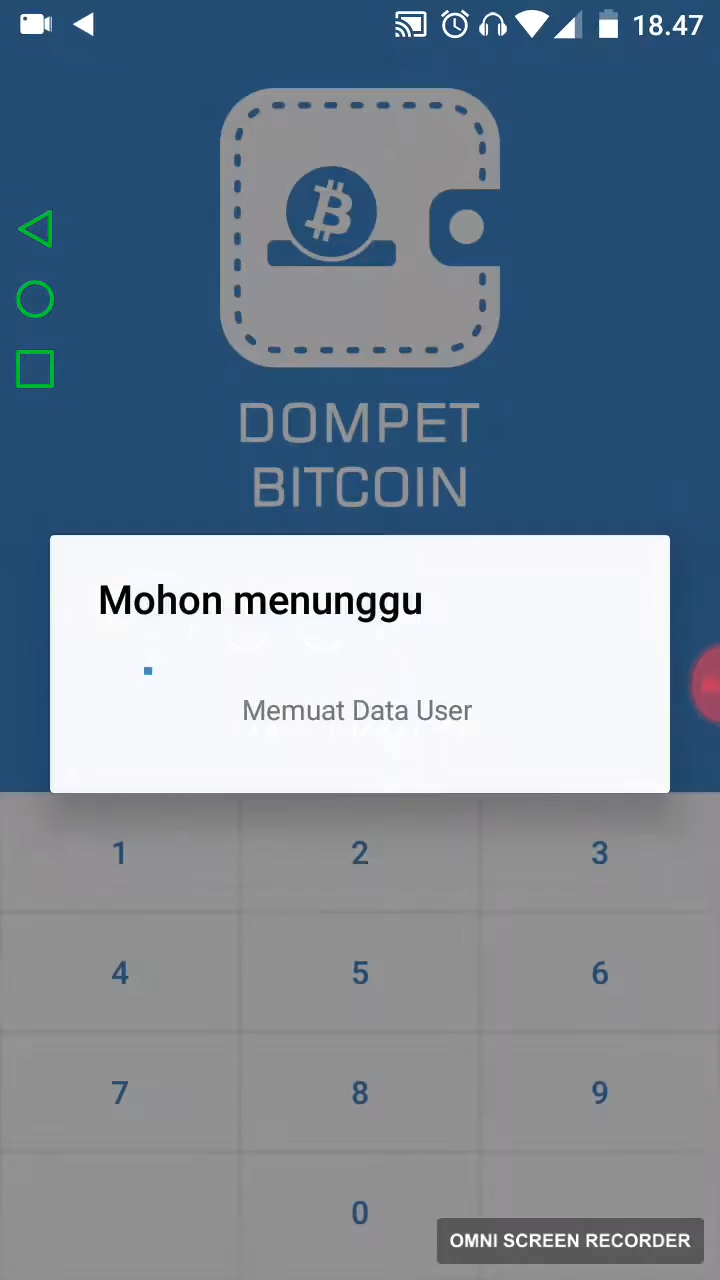 18.47
DOMPET
BITCOIN
Mohon menunggu
Memuat Data User
1 2 3
4 5 6
7 8 9
0
OMNI SCREEN RECORDER